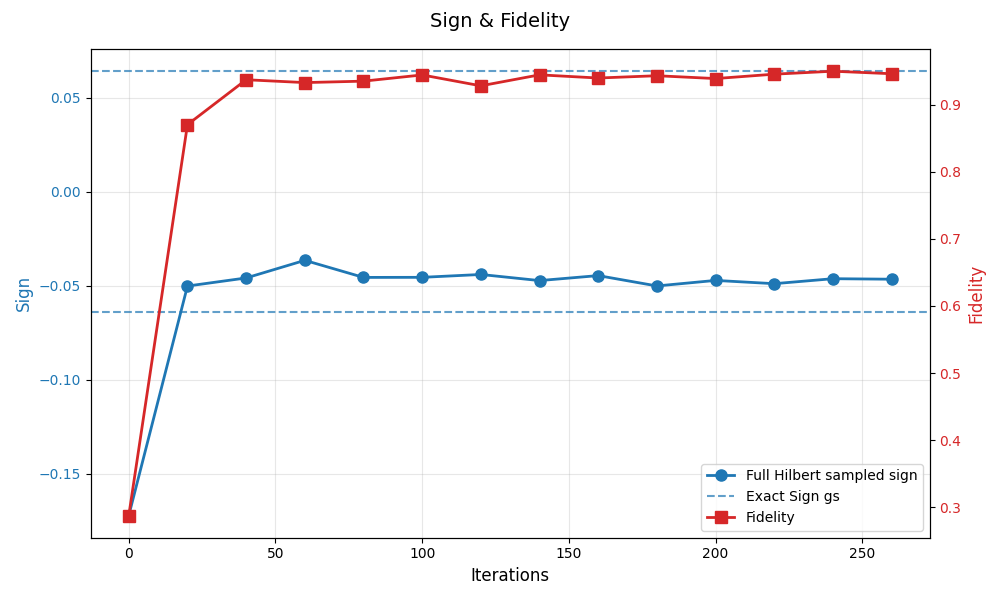 Sign & Fidelity
0.05
0.00
−0.05
−0.10
−0.15
Sign
0.9
0.8
0.7
0.6
0.5
0.4
0.3
Fidelity
Full Hilbert sampled sign
Exact Sign gs
Fidelity
0 50 100 150 200 250
Iterations